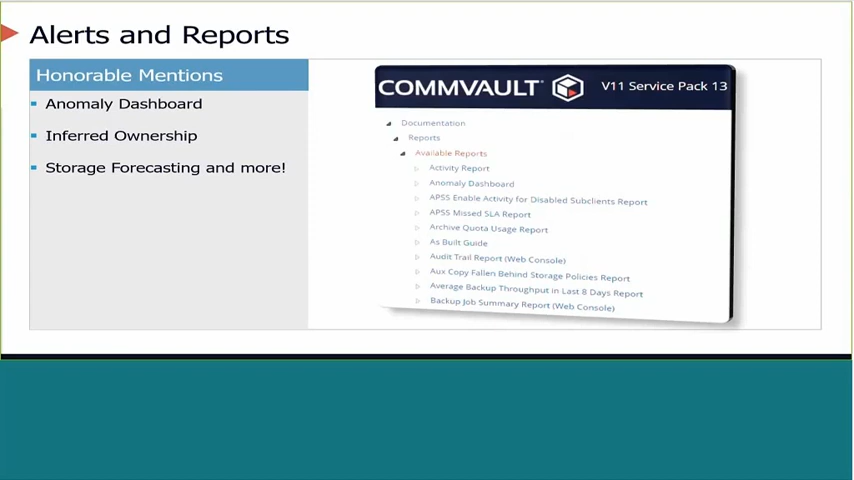 Alerts and Reports
Honorable Mentions
Anomaly Dashboard
Inferred Ownership
Storage Forecasting and more!
COMMVAULT V11 Service Pack 13
Documentation
Reports
Available Reports
Activity Report
Anomaly Dashboard
APSS Enable Activity for Disabled Subclients Report
APSS Missed SLA Report
Archive Quota Usage Report
As Built Guide
Audit Trail Report (Web Console)
Aux Copy Fallen Behind Storage Policies Report
Average Backup Throughput in Last 8 Days Report
Backup Job Summary Report (Web Console)